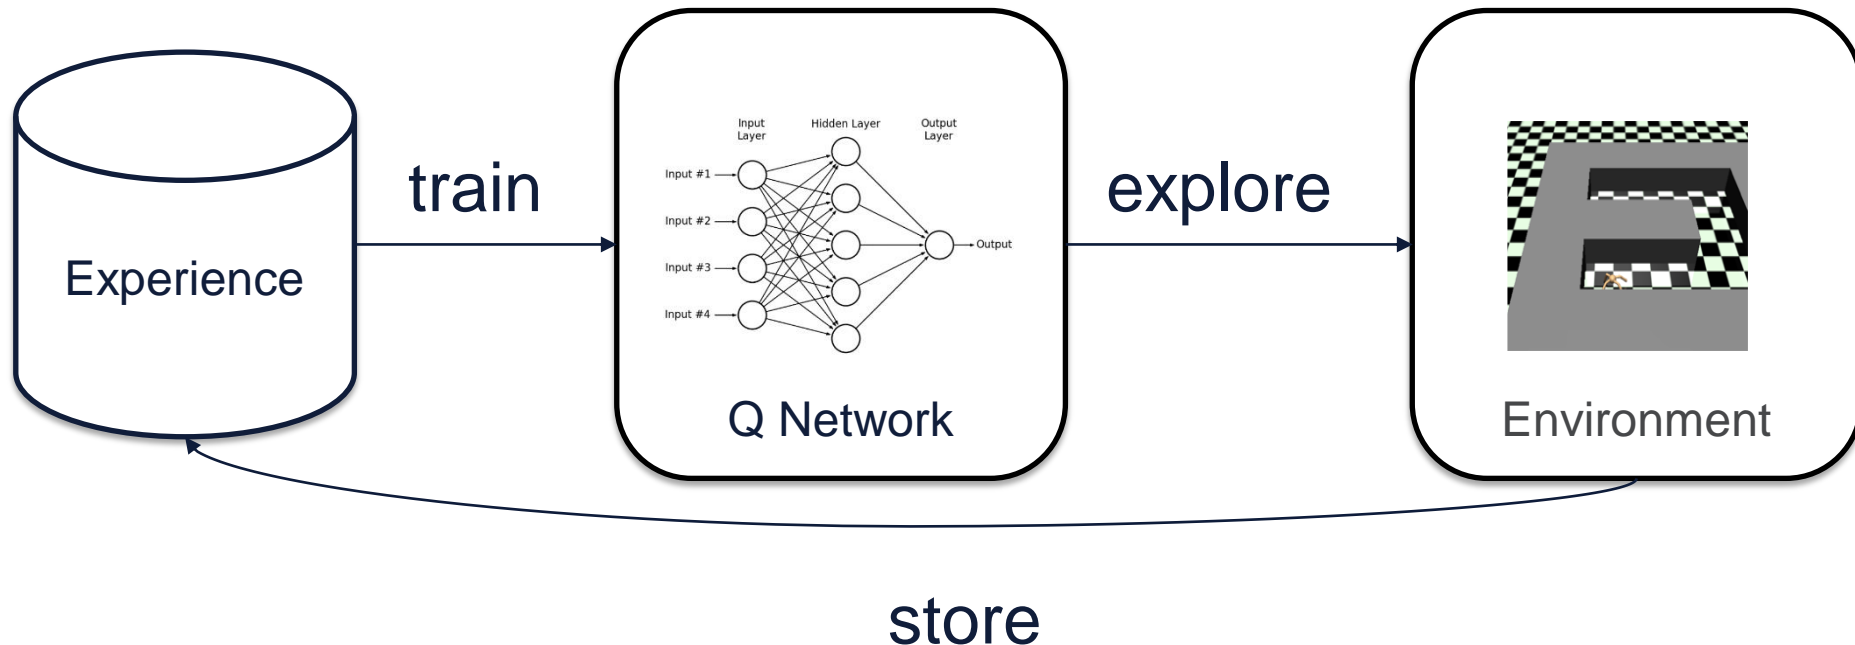 Experience
train
Input
Layer
Hidden Layer
Output
Layer
Input #1
Input #2
Input #3
Input #4
Output
Q Network
explore
Environment
store